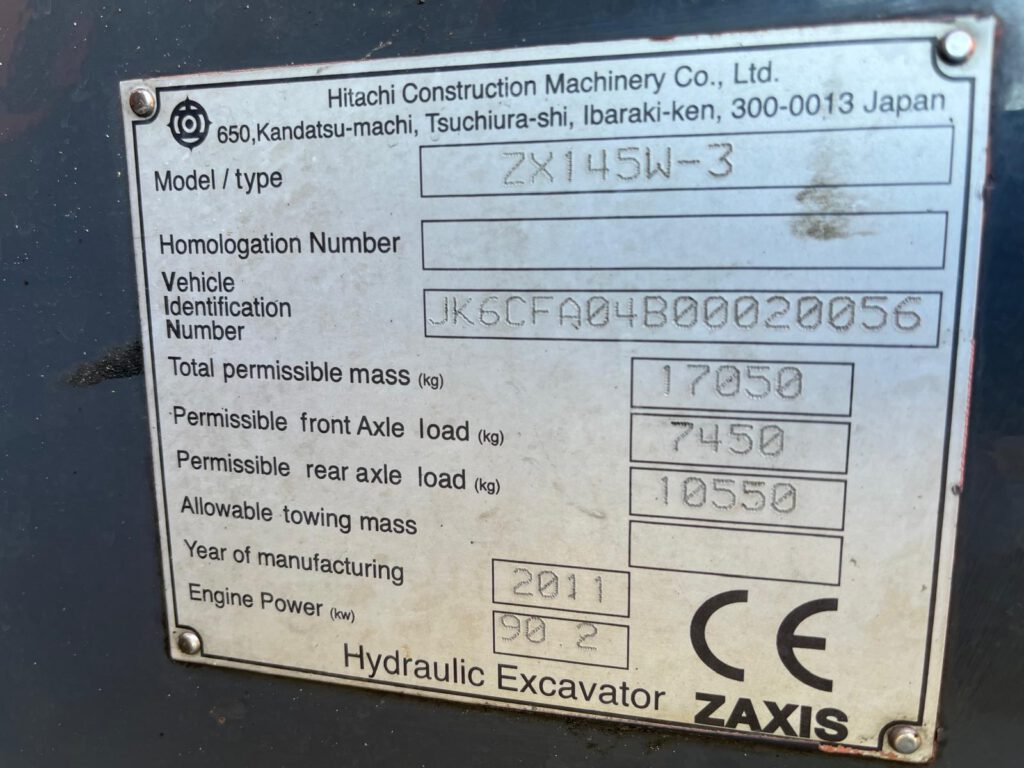 Hitachi Construction Machinery Co., Ltd.
650,Kandatsu-machi, Tsuchiura-shi, Ibaraki-ken, 300-0013 Japan
Model / type ZX145W-3
Homologation Number
Vehicle
Identification
Number JK6CFA04B00020056
Total permissible mass (kg) 17050
Permissible front Axle load (kg) 7450
Permissible rear axle load (kg) 10550
Allowable towing mass
Year of manufacturing 2011
Engine Power (kw) 90.2
CE
Hydraulic Excavator ZAXIS